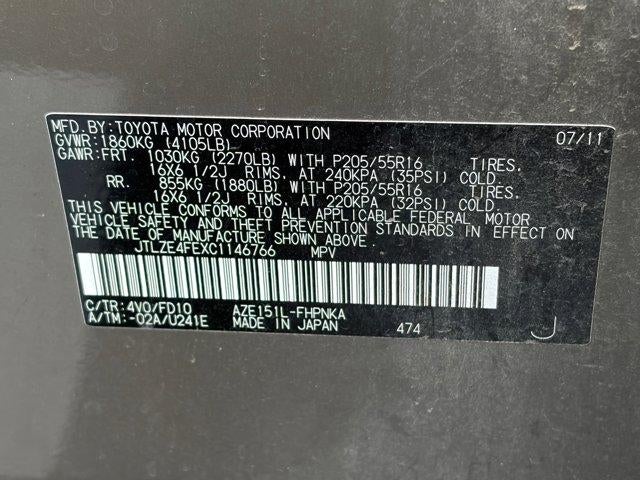 MFD.BY:TOYOTA MOTOR CORPORATION 07/11
GVWR:1860KG (4105LB)
GAWR:FRT. 1030KG (2270LB) WITH P205/55R16 TIRES.
16X6 1/2J RIMS, AT 240KPA (35PSI) COLD
RR. 855KG (1880LB) WITH P205/55R16 TIRES.
16X6 1/2J RIMS, AT 220KPA (32PSI) COLD.
THIS VEHICLE CONFORMS TO ALL APPLICABLE FEDERAL MOTOR
VEHICLE SAFETY AND THEFT PREVENTION STANDARDS IN EFFECT ON
THE DATE OF MANUFACTURE SHOWN ABOVE.
JTLZE4FEXC1146766 MPV
C/TR:4V0/FD10 AZE151L-FHPNKA
A/TM:-02A/U241E MADE IN JAPAN 474 J